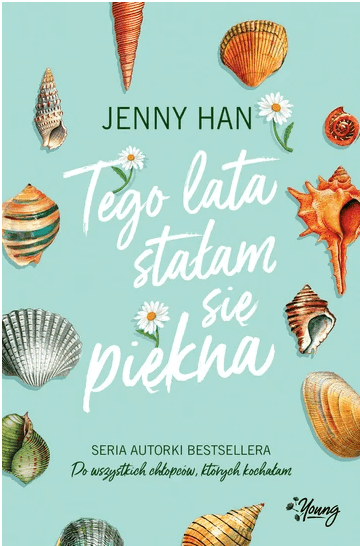 JENNY HAN
Tego lata
stałam
się
piękna
SERIA AUTORKI BESTSELLERA
Do wszystkich chłopców, których kochałam
Young